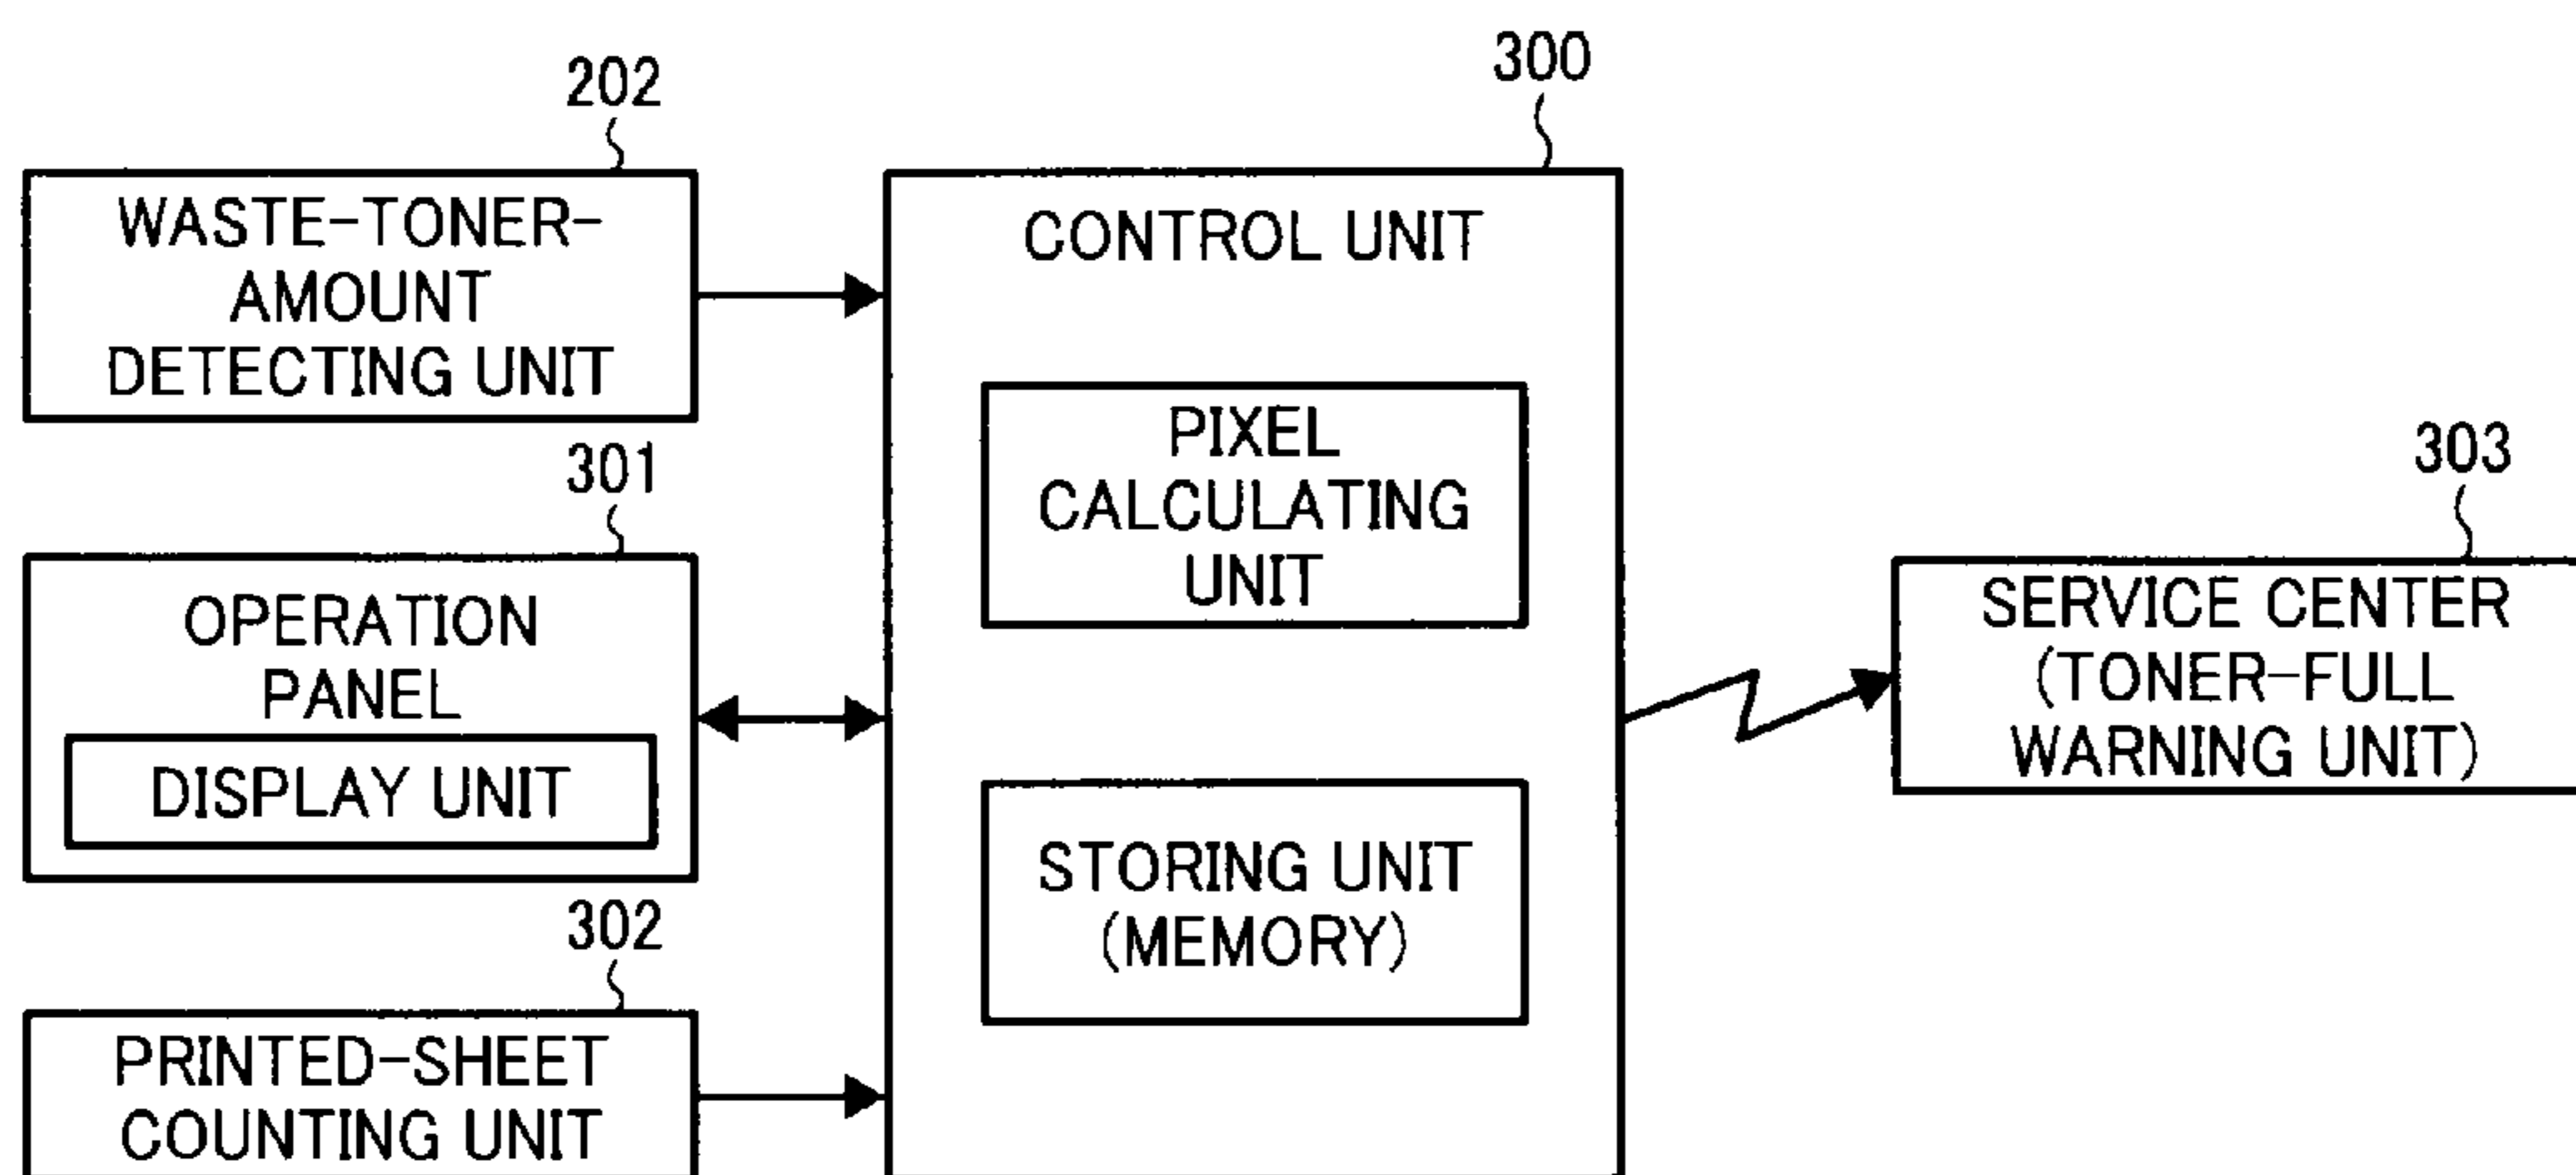 202
WASTE-TONER-
AMOUNT
DETECTING UNIT
301
OPERATION
PANEL
DISPLAY UNIT
302
PRINTED-SHEET
COUNTING UNIT
300
CONTROL UNIT
PIXEL
CALCULATING
UNIT
STORING UNIT
(MEMORY)
303
SERVICE CENTER
(TONER-FULL
WARNING UNIT)